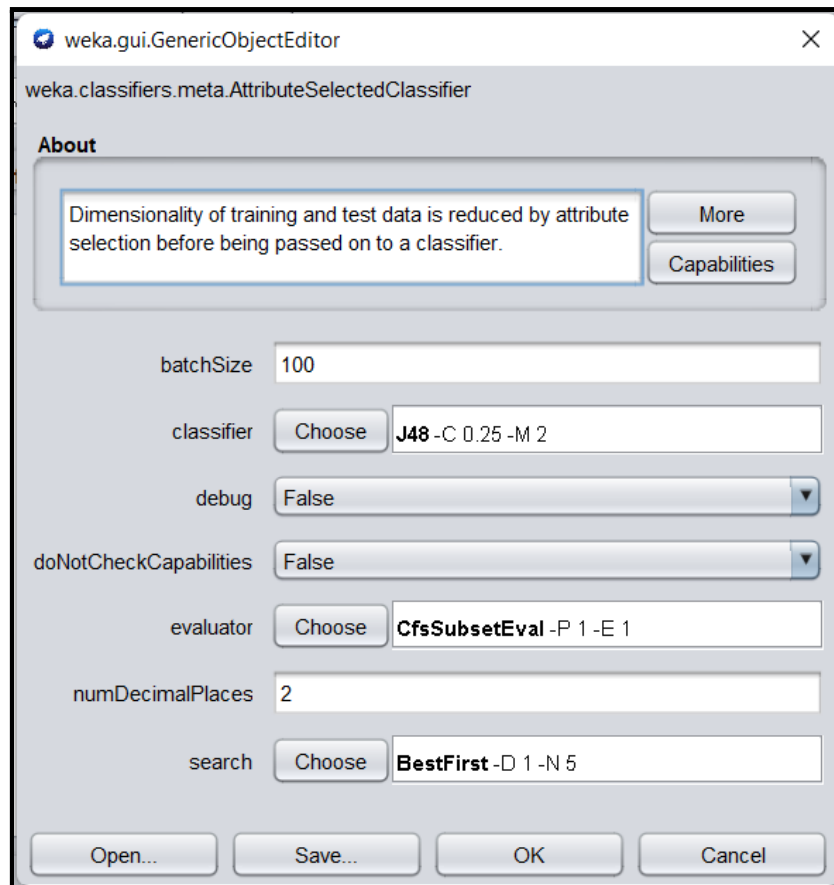 weka.gui.GenericObjectEditor
weka.classifiers.meta.AttributeSelectedClassifier
About
Dimensionality of training and test data is reduced by attribute
selection before being passed on to a classifier.
More
Capabilities
batchSize 100
classifier Choose J48 -C 0.25 -M 2
debug False
doNotCheckCapabilities False
evaluator Choose CfsSubsetEval -P 1 -E 1
numDecimalPlaces 2
search Choose BestFirst -D 1 -N 5
Open... Save... OK Cancel